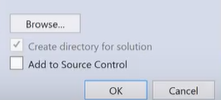 Browse...
Create directory for solution
Add to Source Control
OK Cancel